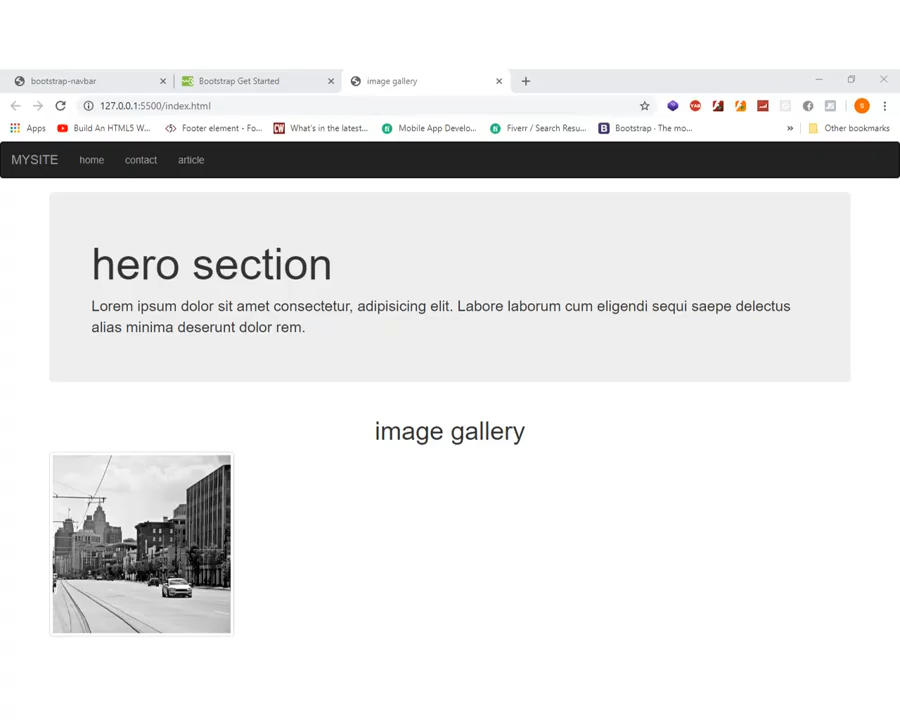 bootstrap-navbar
Bootstrap Get Started
image gallery
127.0.0.1:5500/index.html
Apps
Build An HTML5 W...
Footer element - Fo...
What's in the latest...
Mobile App Develo...
Fiverr / Search Resu...
Bootstrap · The mo...
»
Other bookmarks
MYSITE home contact article
hero section
Lorem ipsum dolor sit amet consectetur, adipisicing elit. Labore laborum cum eligendi sequi saepe delectus
alias minima deserunt dolor rem.
image gallery